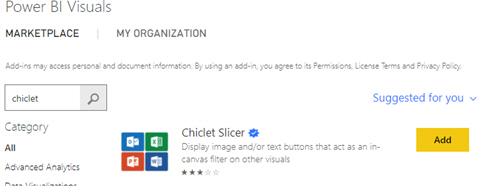 Power BI Visuals
MARKETPLACE | MY ORGANIZATION
Add-ins may access personal and document information. By using an add-in, you agree to its Permissions, License Terms and Privacy Policy.
chiclet
Suggested for you
Category
All
Advanced Analytics
Data Visualizations
Chiclet Slicer
Display image and/or text buttons that act as an in-
canvas filter on other visuals
Add